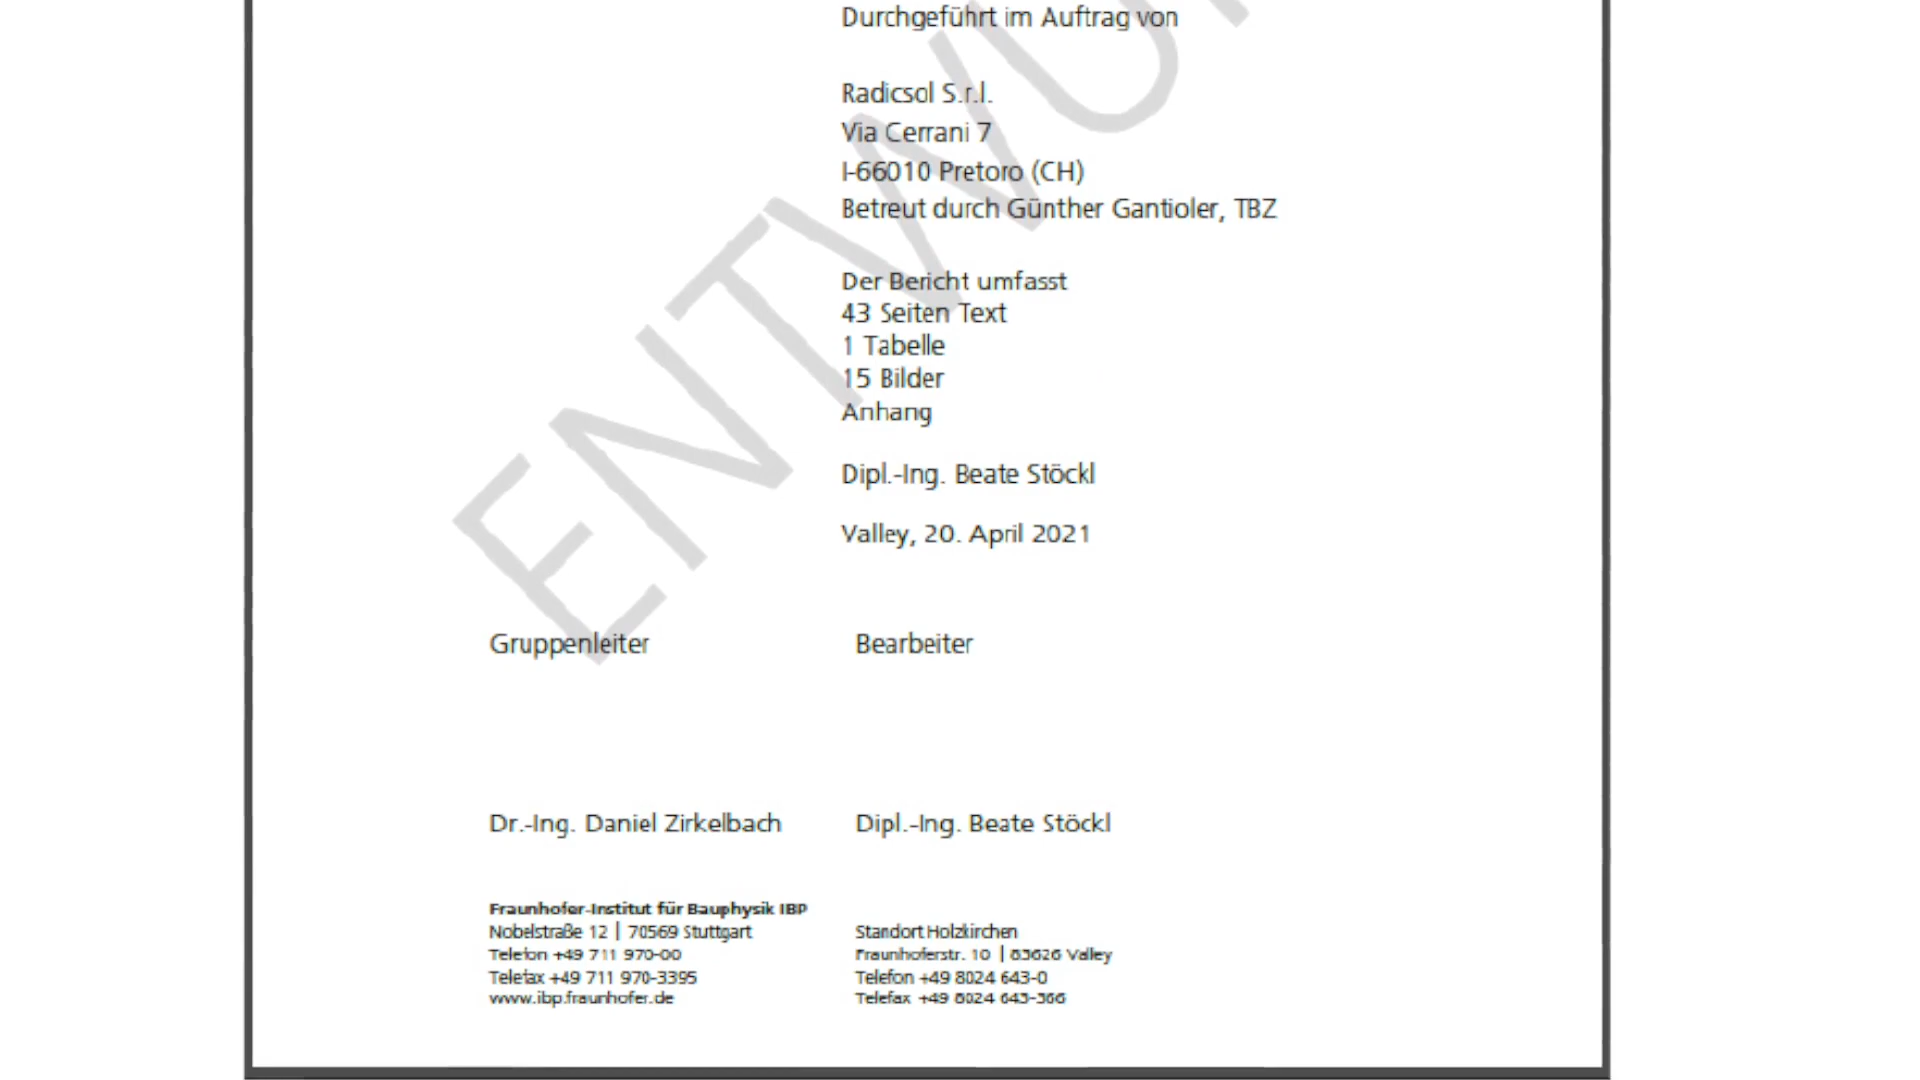 Durchgeführt im Auftrag von
Radicsol S.r.l.
Via Cerrani 7
I-66010 Pretoro (CH)
Betreut durch Günther Gantioler, TBZ
Der Bericht umfasst
43 Seiten Text
1 Tabelle
15 Bilder
Anhang
Dipl.-Ing. Beate Stöckl
Valley, 20. April 2021
Gruppenleiter Bearbeiter
Dr.-Ing. Daniel Zirkelbach Dipl.-Ing. Beate Stöckl
Fraunhofer-Institut für Bauphysik IBP
Nobelstraße 12 | 70569 Stuttgart
Telefon +49 711 970-00
Telefax +49 711 970-3395
www.ibp.fraunhofer.de
Standort Holzkirchen
Fraunhoferstr. 10 | 83626 Valley
Telefon +49 8024 643-0
Telefax +49 8024 643-366
ENTWU